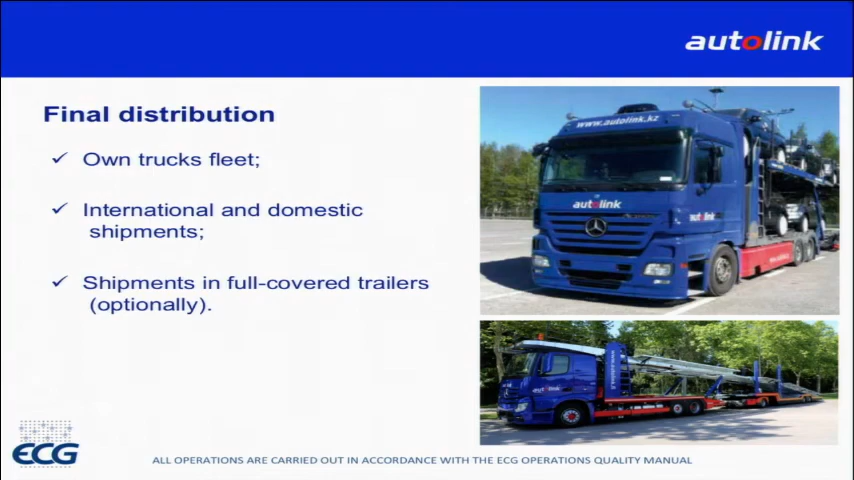 autolink
Final distribution
✓ Own trucks fleet;
✓ International and domestic
shipments;
✓ Shipments in full-covered trailers
(optionally).
www.autolink.kz
autolink
autolink
autolink
ECG
ALL OPERATIONS ARE CARRIED OUT IN ACCORDANCE WITH THE ECG OPERATIONS QUALITY MANUAL